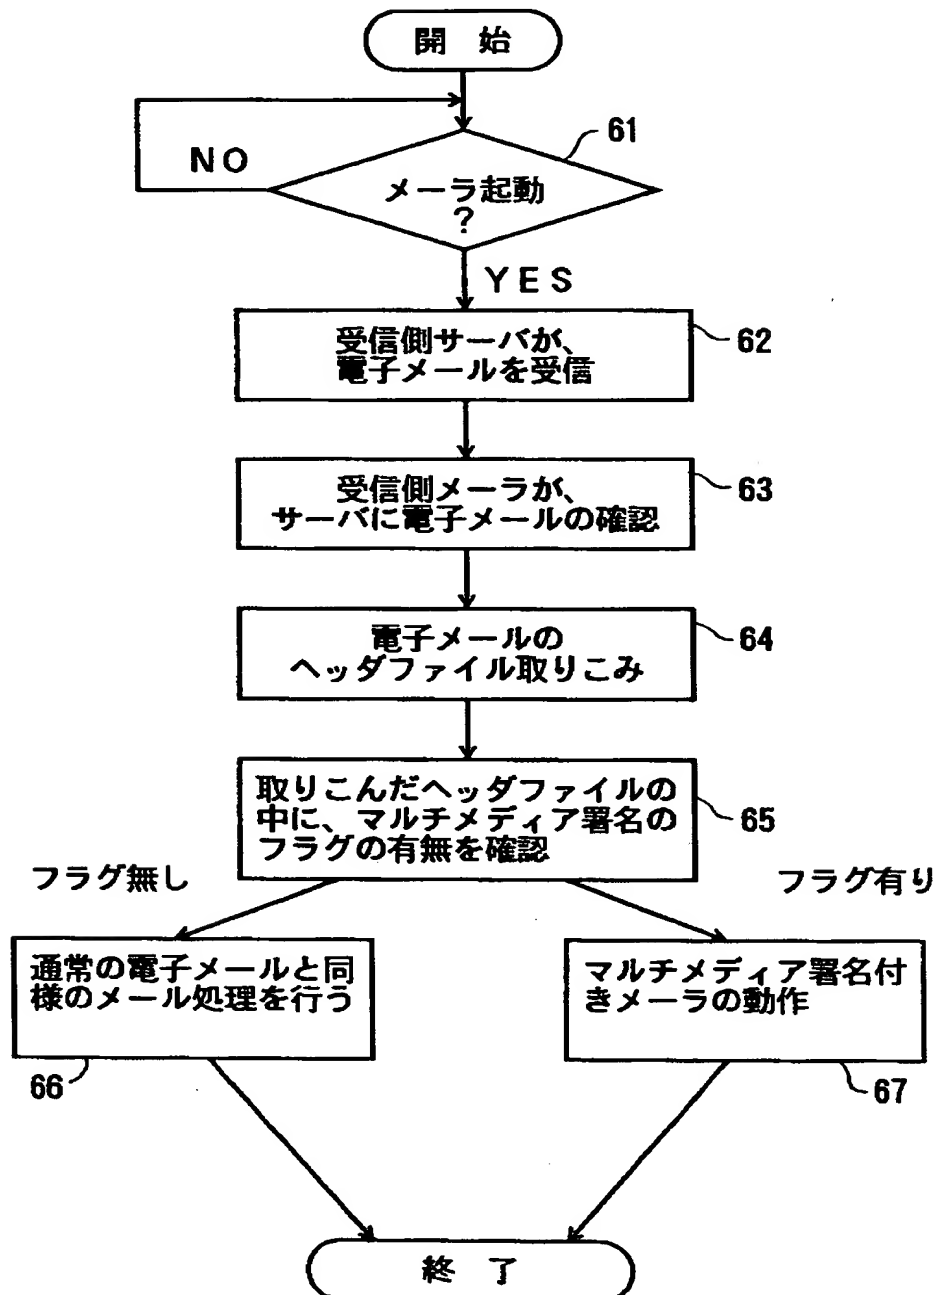 開 始
61
NO
メーラ起動
?
YES
受信側サーバが、
電子メールを受信
62
受信側メーラが、
サーバに電子メールの確認
63
電子メールの
ヘッダファイル取りこみ
64
取りこんだヘッダファイルの
中に、マルチメディア署名の
フラグの有無を確認
65
フラグ無し
フラグ有り
通常の電子メールと同
様のメール処理を行う
66
マルチメディア署名付
きメーラの動作
67
終 了